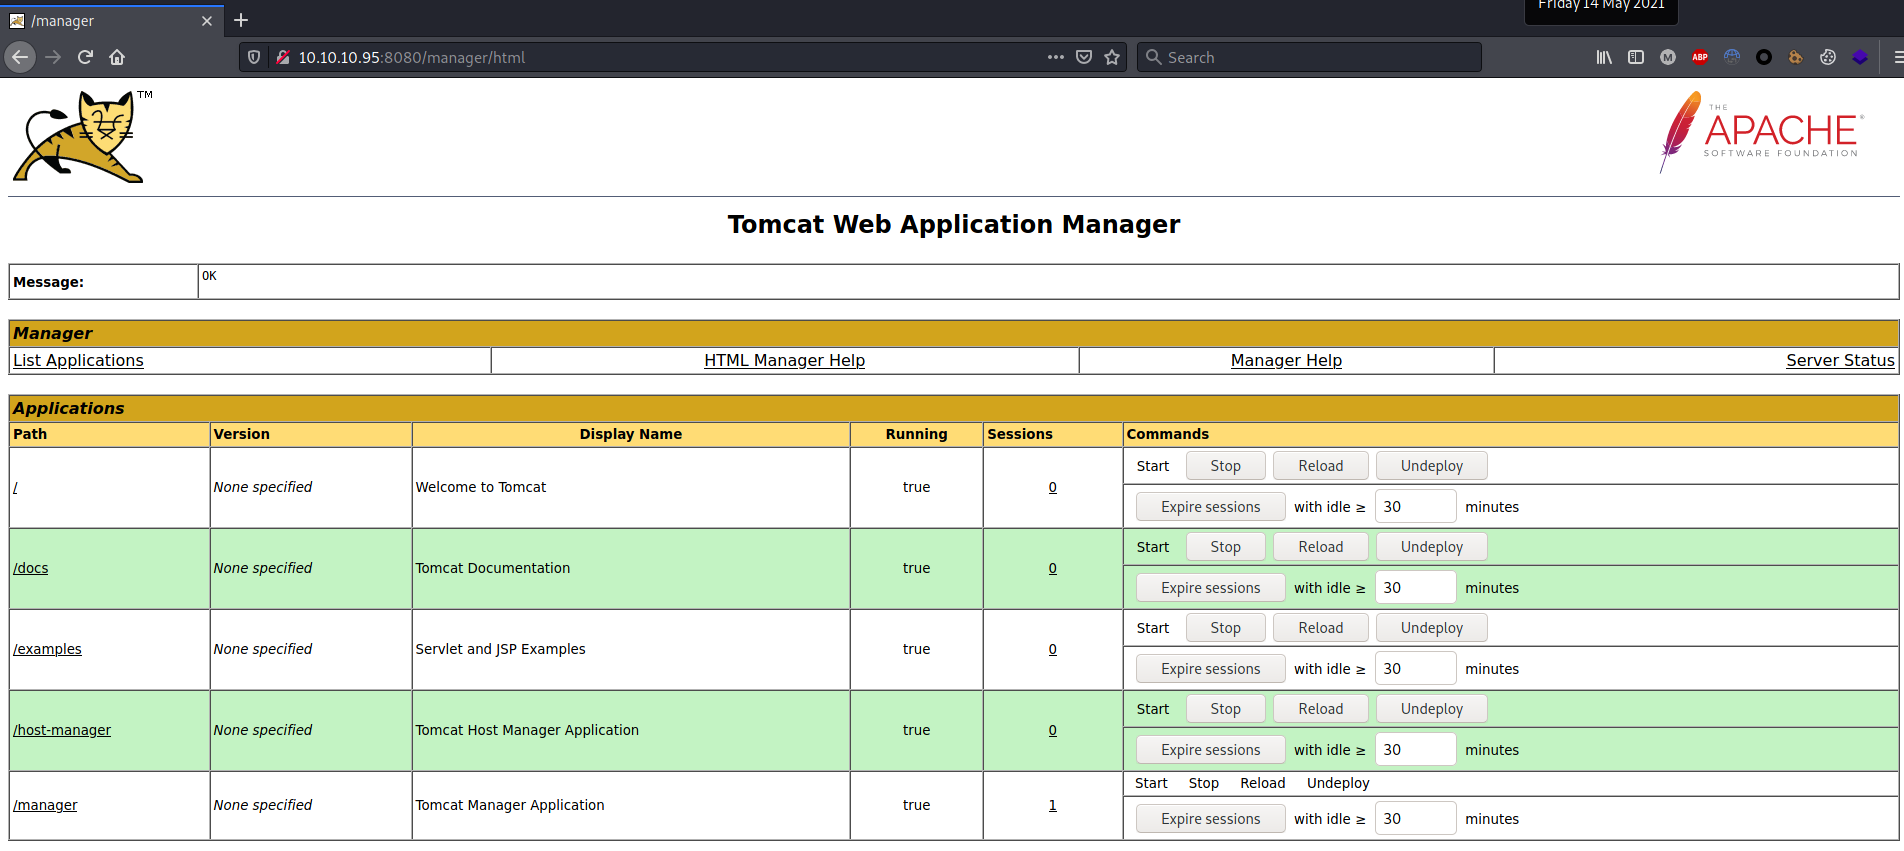 Friday 14 May 2021
/manager
10.10.10.95:8080/manager/html
Search
M
ABP
TM
THE
APACHE®
SOFTWARE FOUNDATION
Tomcat Web Application Manager
Message: OK
Manager
List Applications HTML Manager Help Manager Help Server Status
Applications
Path Version Display Name Running Sessions Commands
/ None specified Welcome to Tomcat true 0 Start Stop Reload Undeploy
Expire sessions with idle ≥ 30 minutes
/docs None specified Tomcat Documentation true 0 Start Stop Reload Undeploy
Expire sessions with idle ≥ 30 minutes
/examples None specified Servlet and JSP Examples true 0 Start Stop Reload Undeploy
Expire sessions with idle ≥ 30 minutes
/host-manager None specified Tomcat Host Manager Application true 0 Start Stop Reload Undeploy
Expire sessions with idle ≥ 30 minutes
/manager None specified Tomcat Manager Application true 1 Start Stop Reload Undeploy
Expire sessions with idle ≥ 30 minutes